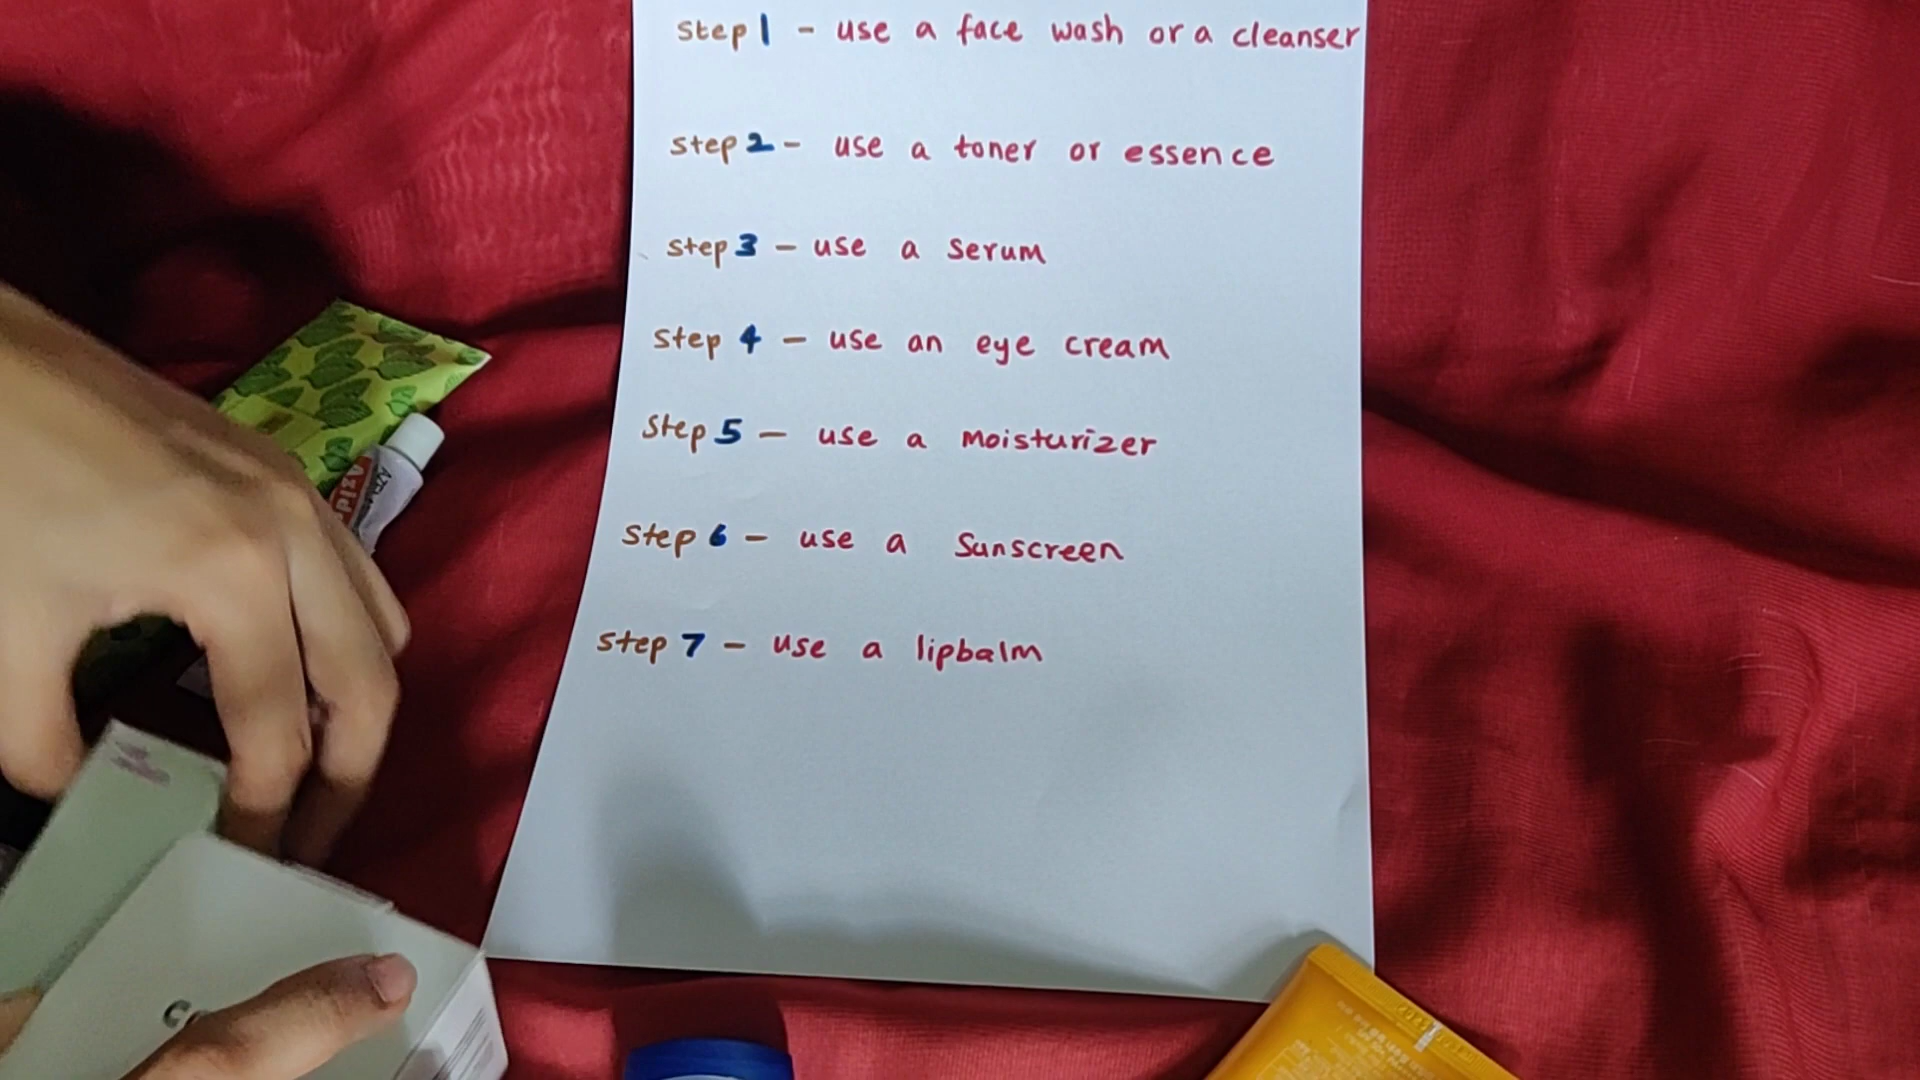 Step 1 - use a face wash or a cleanser
step 2 - use a toner or essence
step 3 - use a serum
step 4 - use an eye cream
Step 5 - use a moisturizer
step 6 - use a Sunscreen
step 7 - use a lipbalm